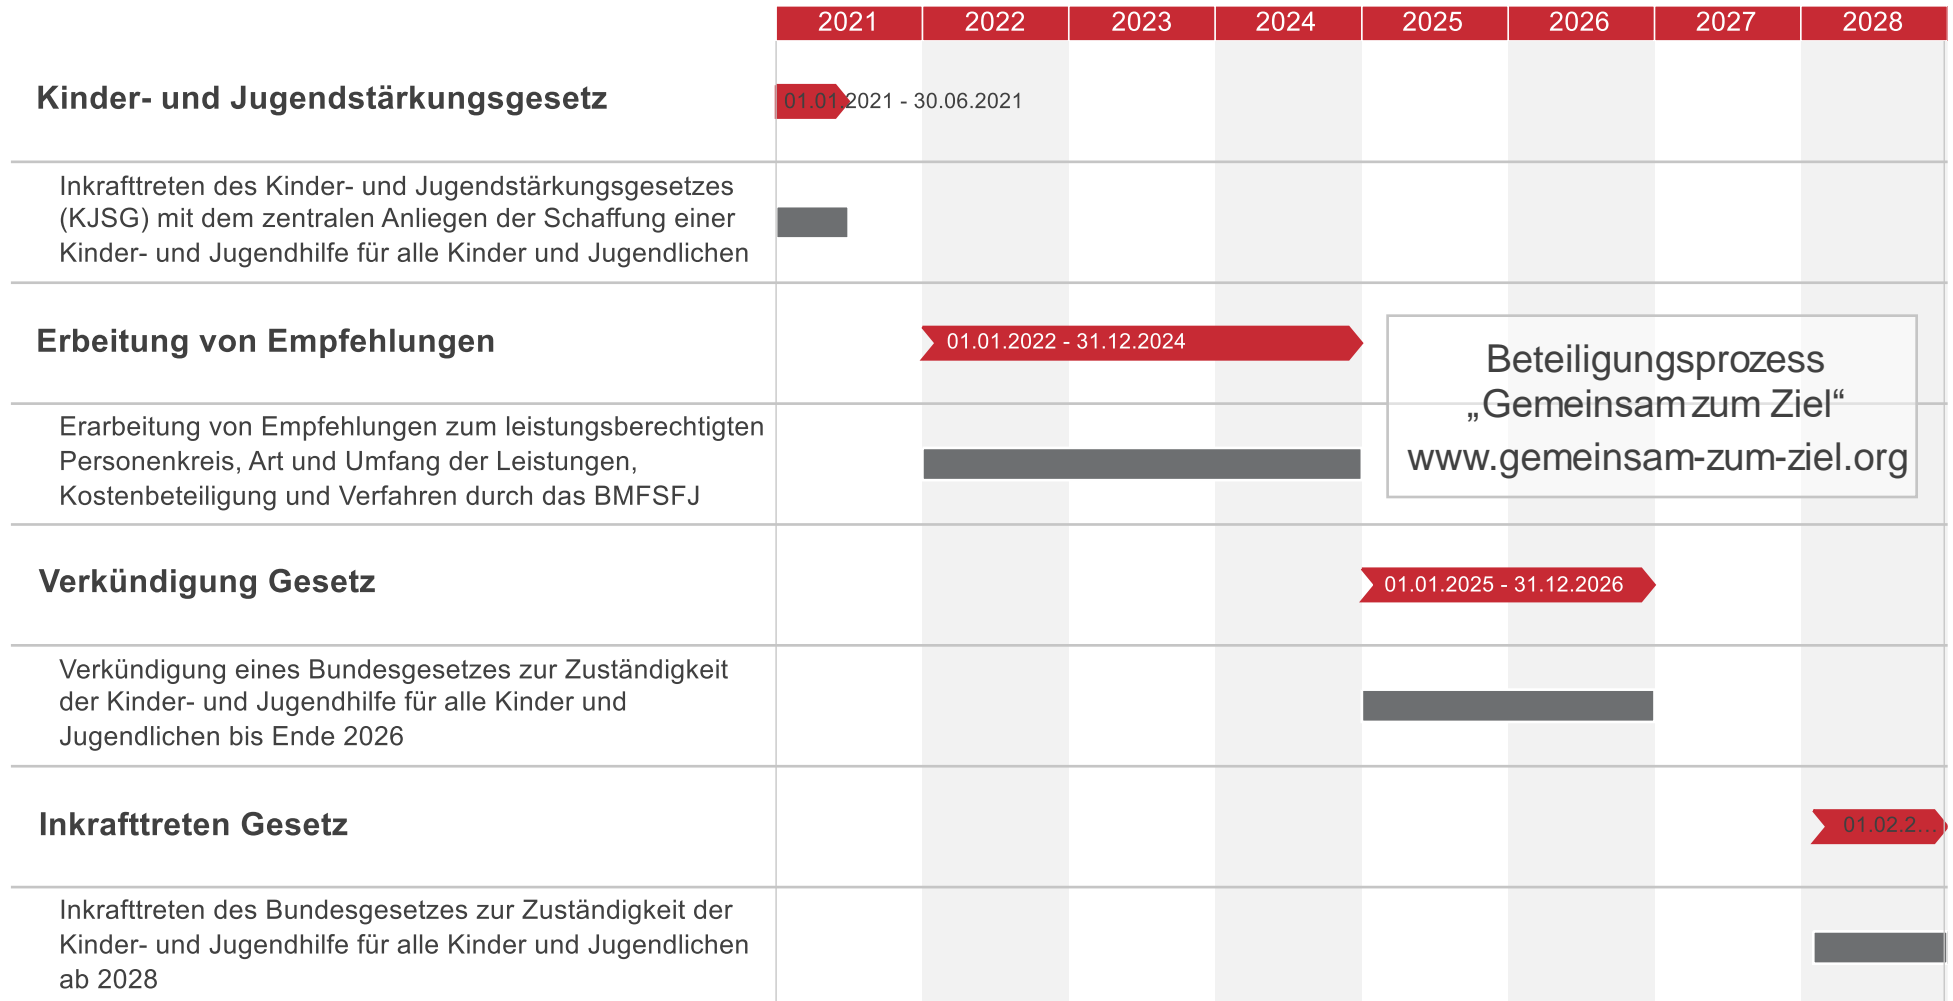 2021 2022 2023 2024 2025 2026 2027 2028
Kinder- und Jugendstärkungsgesetz
01.01.2021 - 30.06.2021
Inkrafttreten des Kinder- und Jugendstärkungsgesetzes
(KJSG) mit dem zentralen Anliegen der Schaffung einer
Kinder- und Jugendhilfe für alle Kinder und Jugendlichen
Erbeitung von Empfehlungen
01.01.2022 - 31.12.2024
Beteiligungsprozess
„Gemeinsam zum Ziel“
www.gemeinsam-zum-ziel.org
Erarbeitung von Empfehlungen zum leistungsberechtigten
Personenkreis, Art und Umfang der Leistungen,
Kostenbeteiligung und Verfahren durch das BMFSFJ
Verkündigung Gesetz
01.01.2025 - 31.12.2026
Verkündigung eines Bundesgesetzes zur Zuständigkeit
der Kinder- und Jugendhilfe für alle Kinder und
Jugendlichen bis Ende 2026
Inkrafttreten Gesetz
01.02.2...
Inkrafttreten des Bundesgesetzes zur Zuständigkeit der
Kinder- und Jugendhilfe für alle Kinder und Jugendlichen
ab 2028